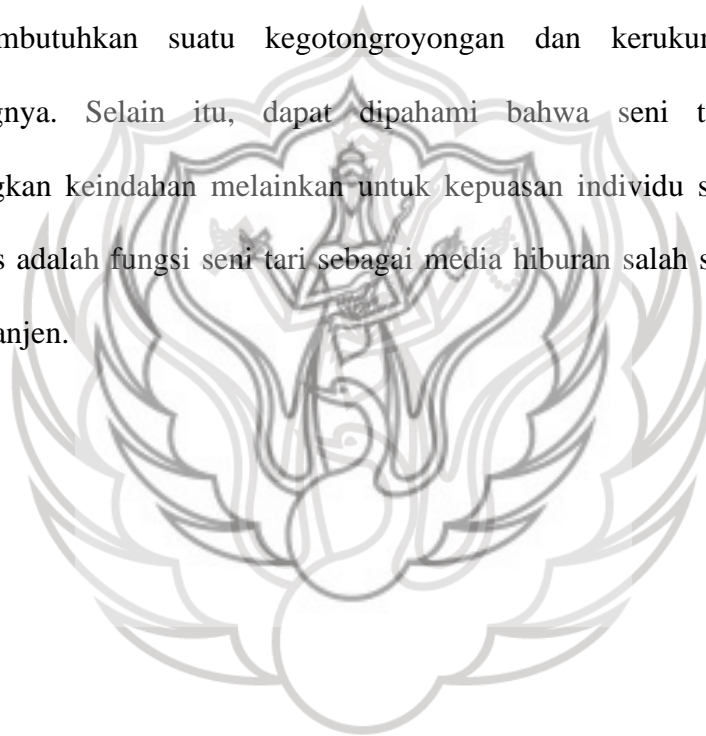 mbutuhkan suatu kegotongroyongan dan kerukur
gnya. Selain itu, dapat dipahami bahwa seni t
gkan keindahan melainkan untuk kepuasan individu s
s adalah fungsi seni tari sebagai media hiburan salah s
anjen.